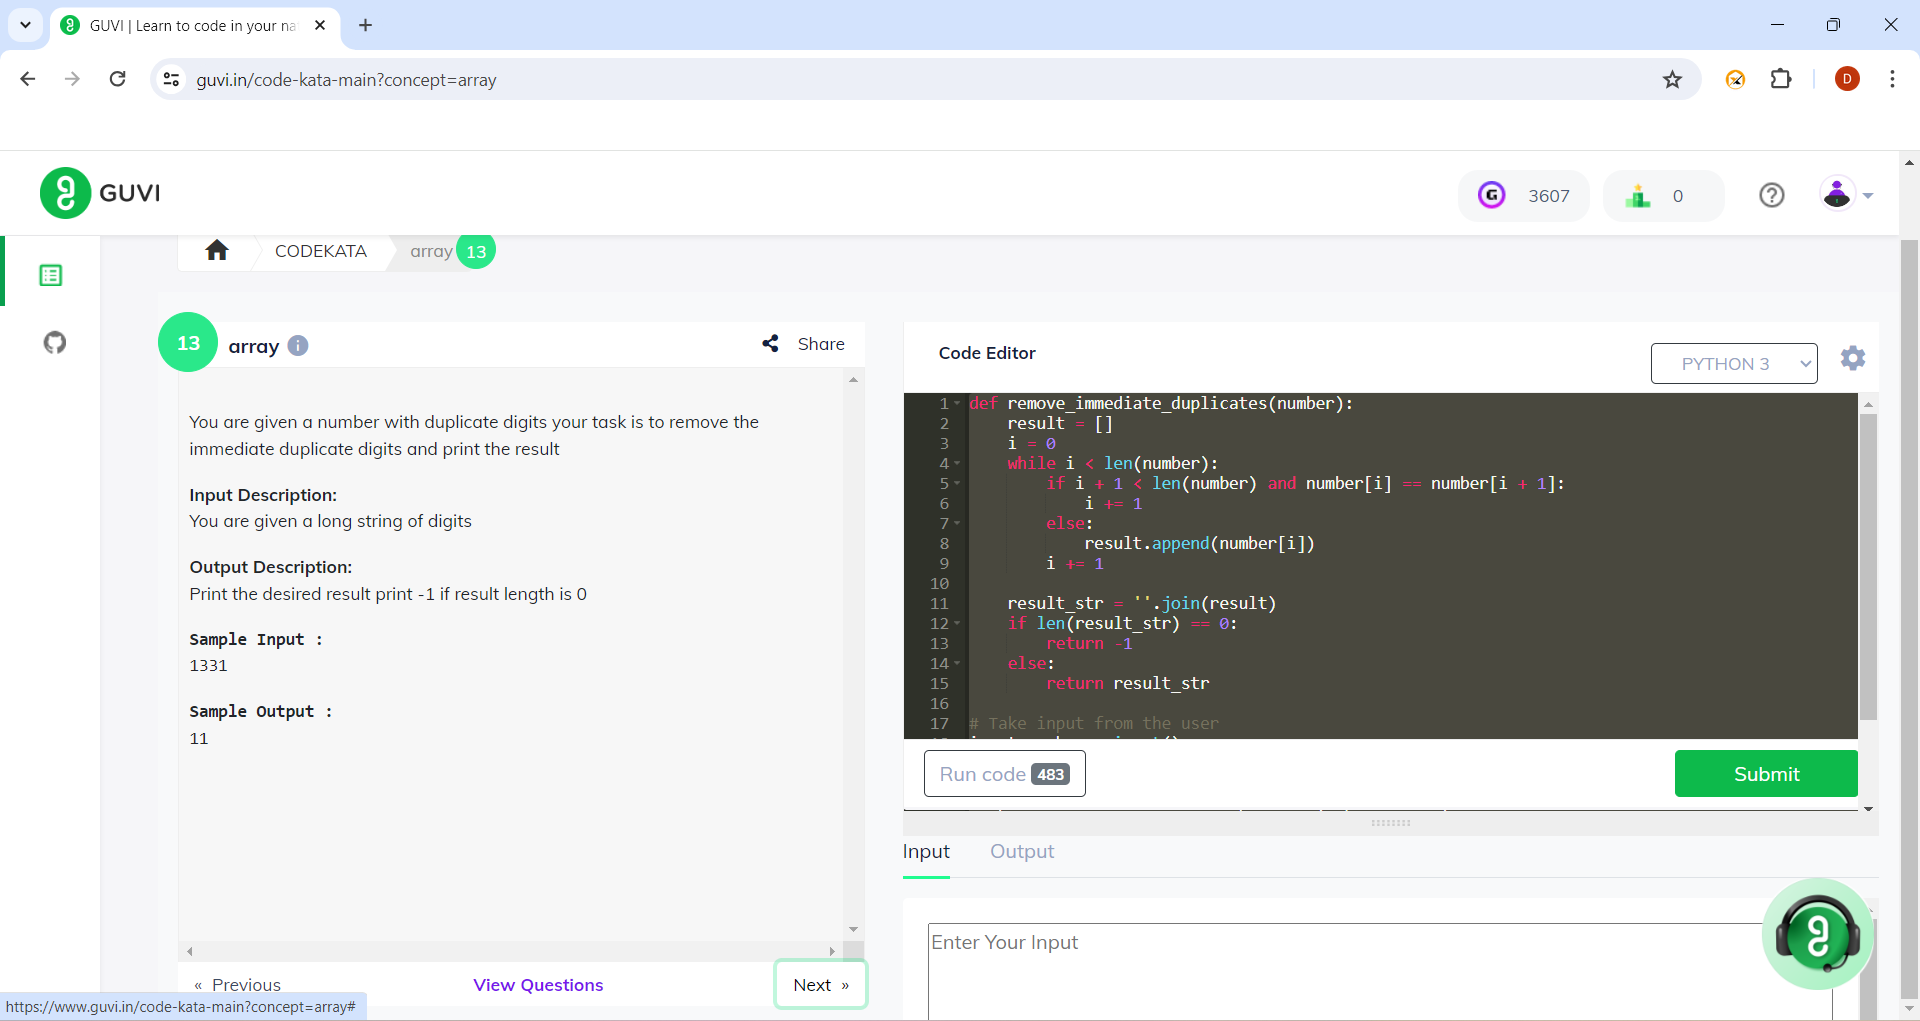 GUVI | Learn to code in your na
guvi.in/code-kata-main?concept=array
D
GUVI
G 3607
0
CODEKATA
array 13
13 array
Share
You are given a number with duplicate digits your task is to remove the
immediate duplicate digits and print the result
Input Description:
You are given a long string of digits
Output Description:
Print the desired result print -1 if result length is 0
Sample Input :
1331
Sample Output :
11
« Previous
View Questions
Next »
https://www.guvi.in/code-kata-main?concept=array#
Code Editor
PYTHON 3
1 def remove_immediate_duplicates(number):
2 result = []
3 i = 0
4 while i < len(number):
5 if i + 1 < len(number) and number[i] == number[i + 1]:
6 i += 1
7 else:
8 result.append(number[i])
9 i += 1
10
11 result_str = ''.join(result)
12 if len(result_str) == 0:
13 return -1
14 else:
15 return result_str
16
17 # Take input from the user
Run code 483
Submit
Input
Output
Enter Your Input